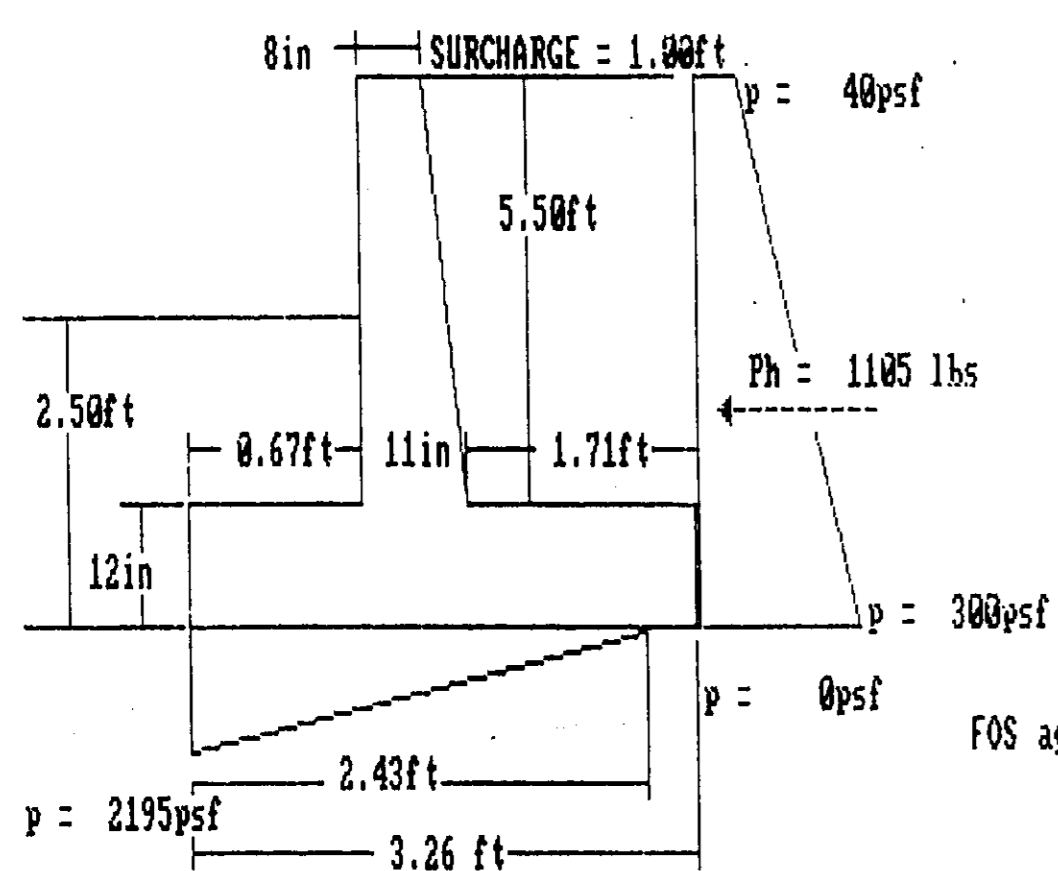 8in SURCHARGE = 1.00ft
p = 40psf
5.50ft
Ph = 1105 lbs
2.50ft
0.67ft 11in 1.71ft
12in
p = 300psf
p = 0psf
FOS ag
2.43ft
p = 2195psf
3.26 ft